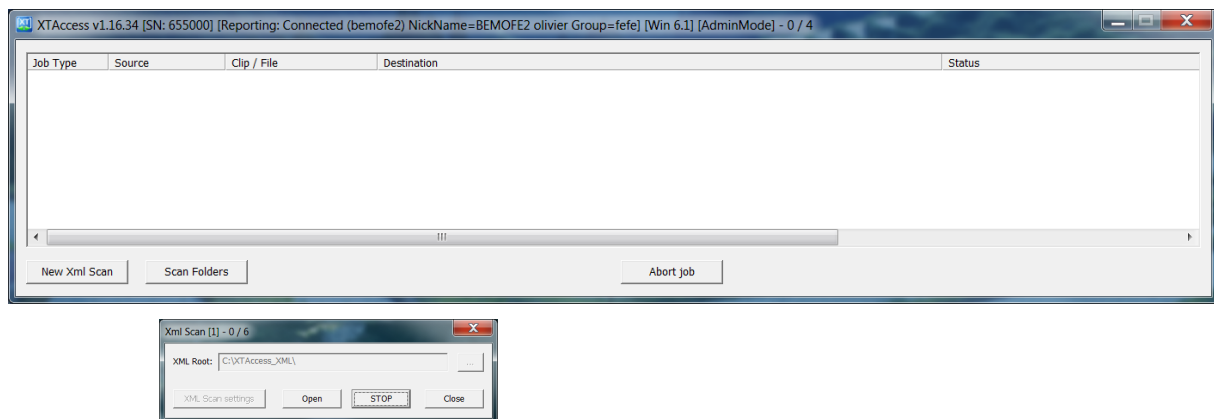 XTAccess v1.16.34 [SN: 655000] [Reporting: Connected (bemofe2) NickName=BEMOFE2 olivier Group=fefe] [Win 6.1] [AdminMode] - 0 / 4
Job Type Source Clip / File Destination Status
New Xml Scan Scan Folders Abort job
Xml Scan [1] - 0 / 6
XML Root: C:\XTAccess_XML\ ...
XML Scan settings Open STOP Close